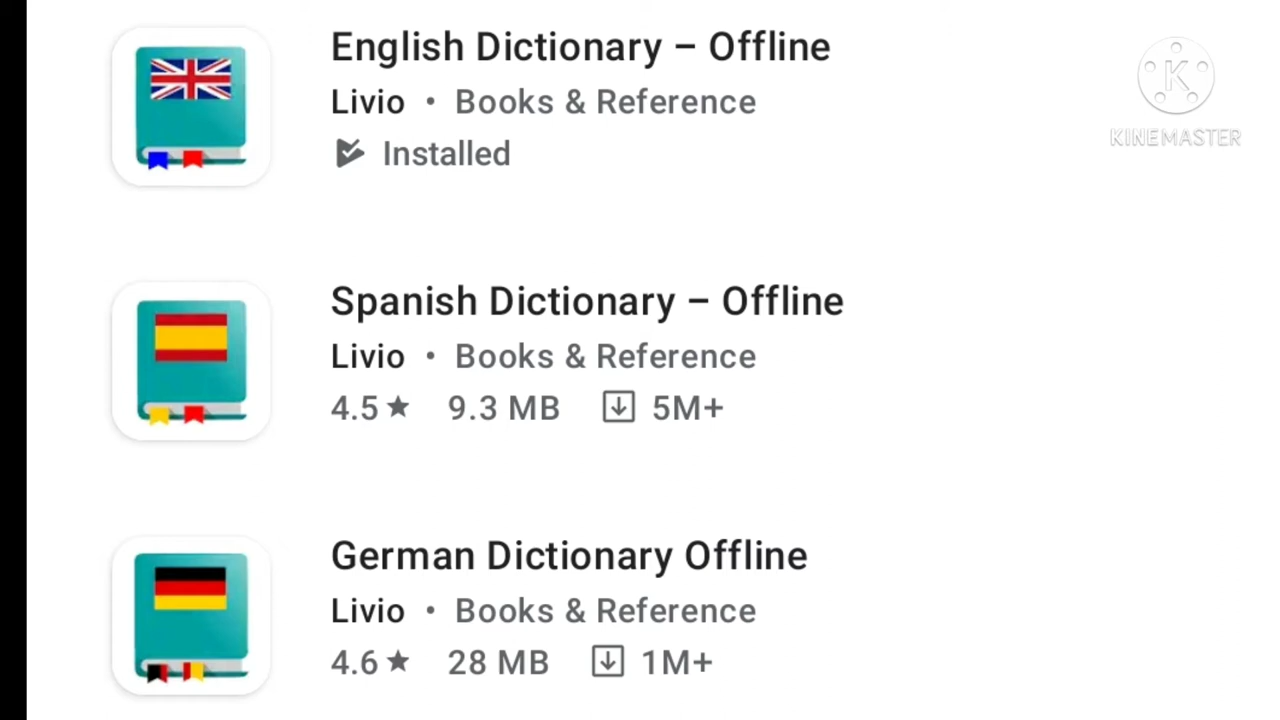 English Dictionary – Offline
Livio • Books & Reference
Installed
K
KINEMASTER
Spanish Dictionary – Offline
Livio • Books & Reference
4.5★ 9.3 MB 5M+
German Dictionary Offline
Livio • Books & Reference
4.6★ 28 MB 1M+